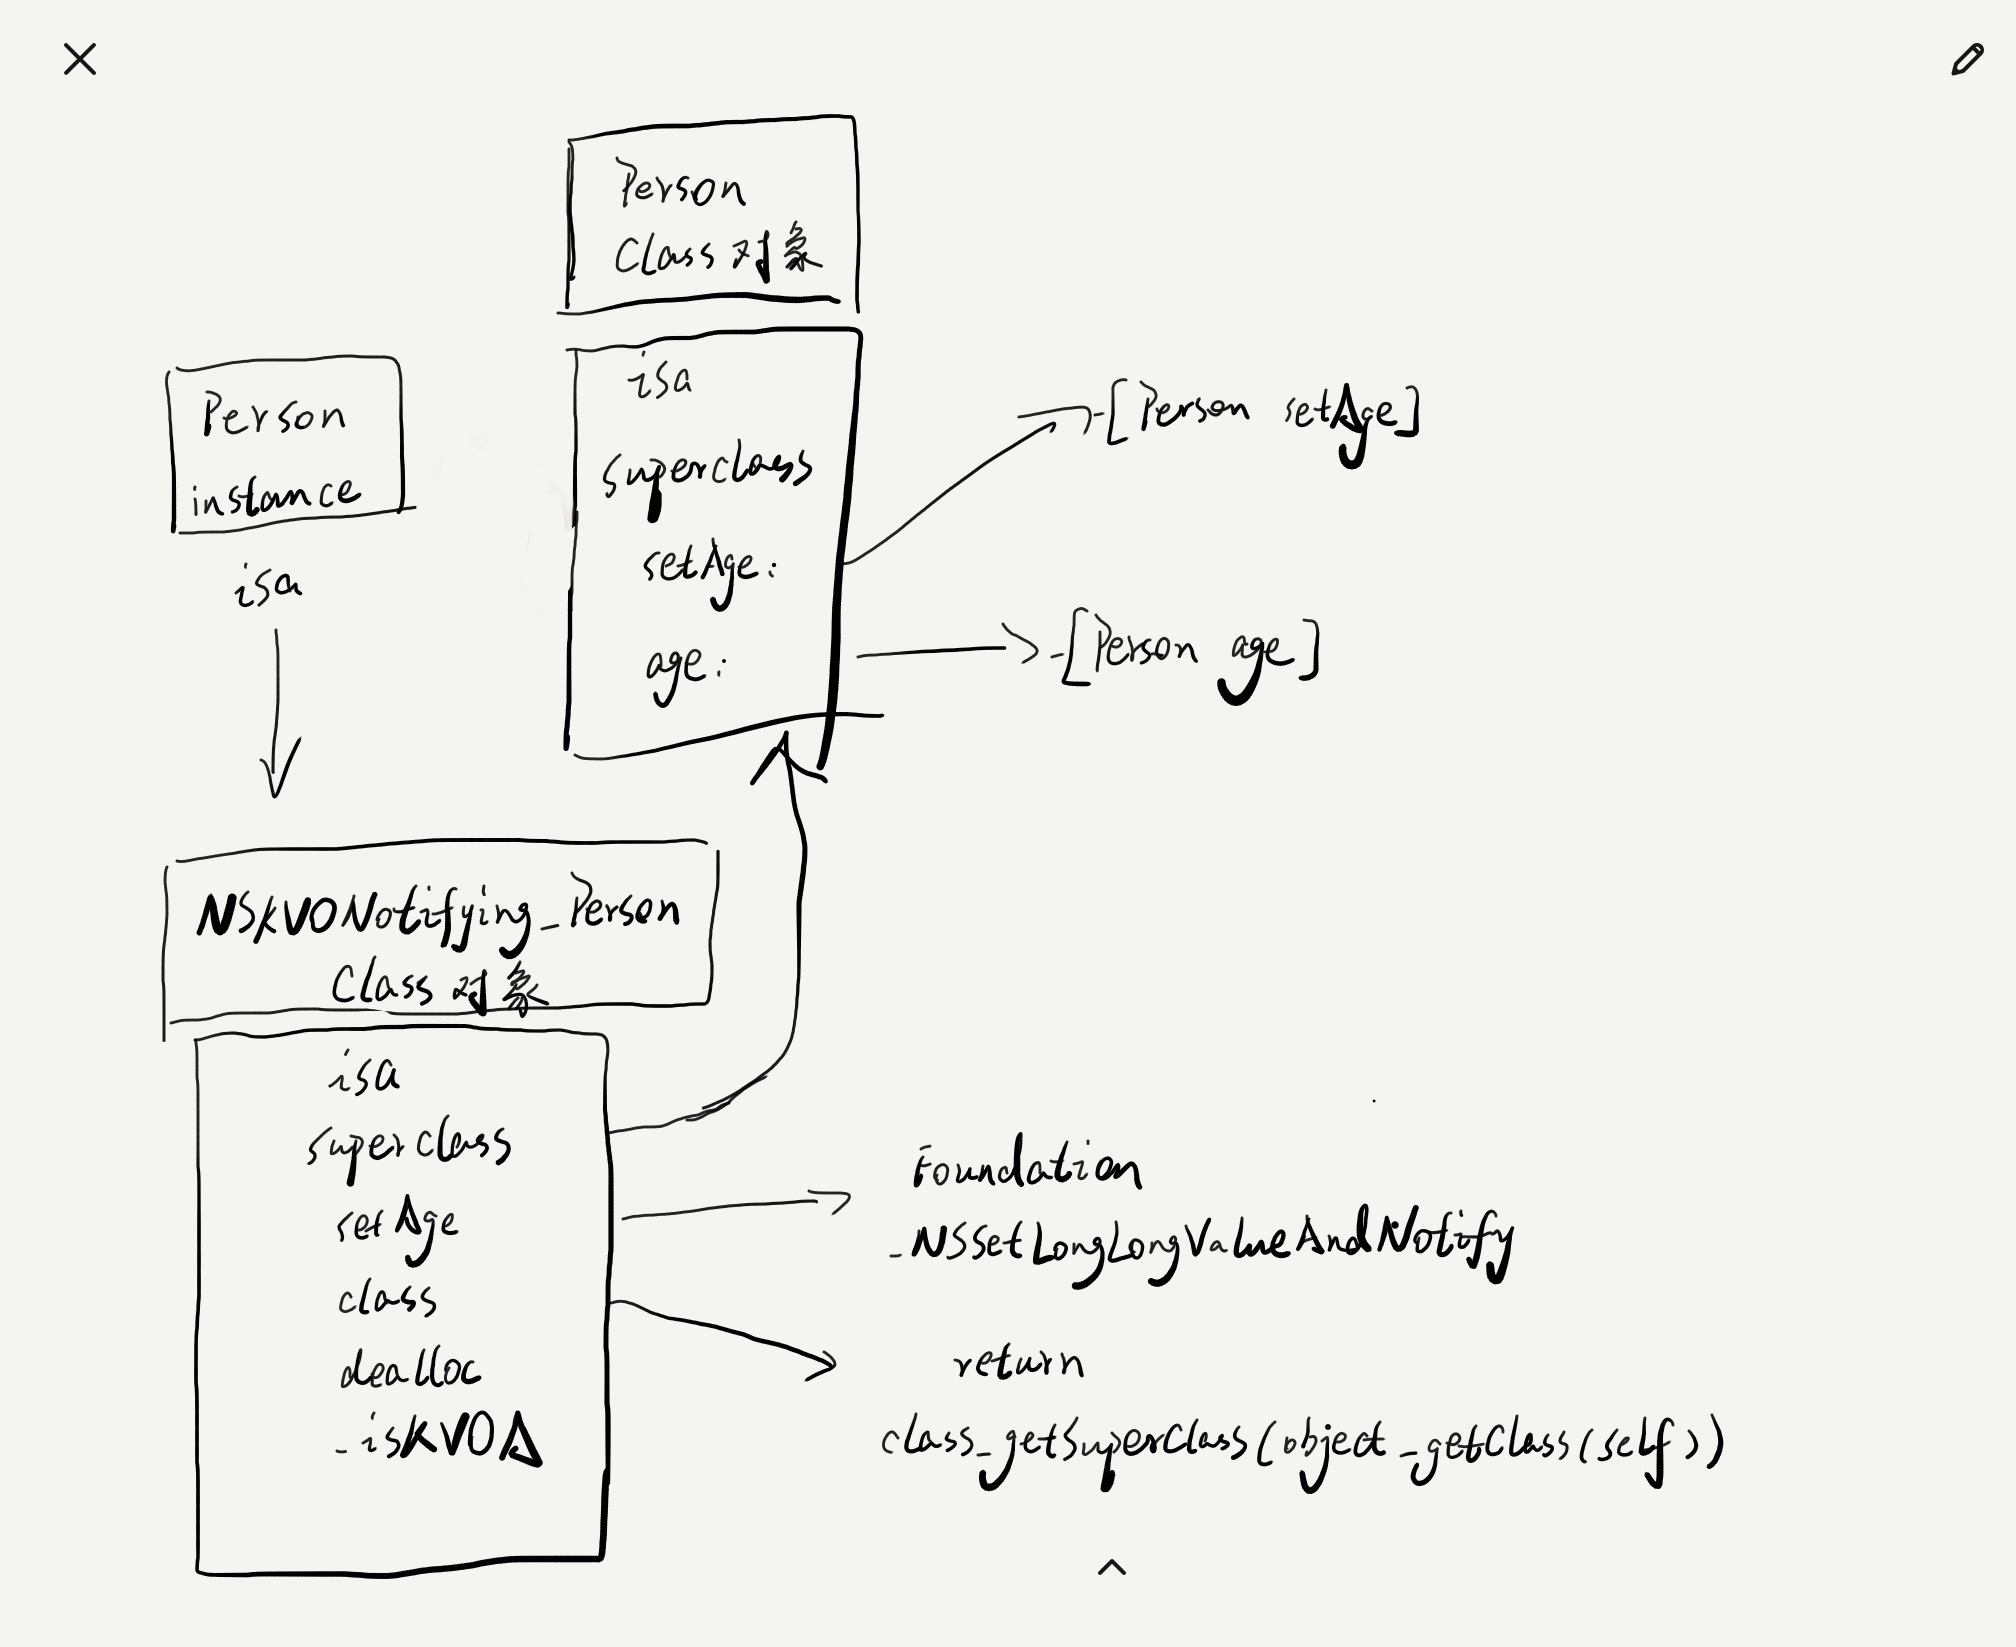 Person
Class 对象
isa
superclass
setAge:
age:
-[Person setAge]
-[Person age]
Person
instance
isa
NSKVONotifying_Person
Class 对象
isa
superclass
setAge
class
dealloc
_isKVOA
Foundation
_NSSetLongLongValueAndNotify
return
class_getSuperClass(object_getClass(self))